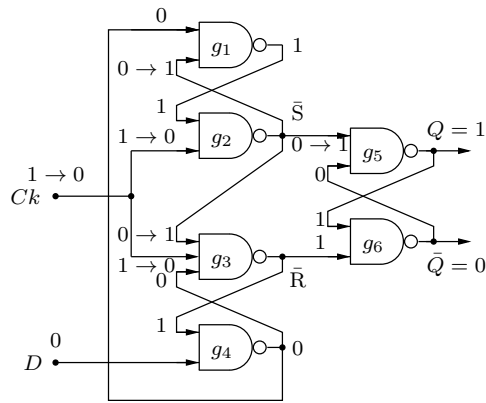 0
g1
1
0 → 1
1
S̄
1 → 0
g2
0 → 1
Q = 1
g5
0
1 → 0
Ck
1
0 → 1
1
g6
1 → 0
g3
Q̄ = 0
0
R̄
1
0
g4
0
D